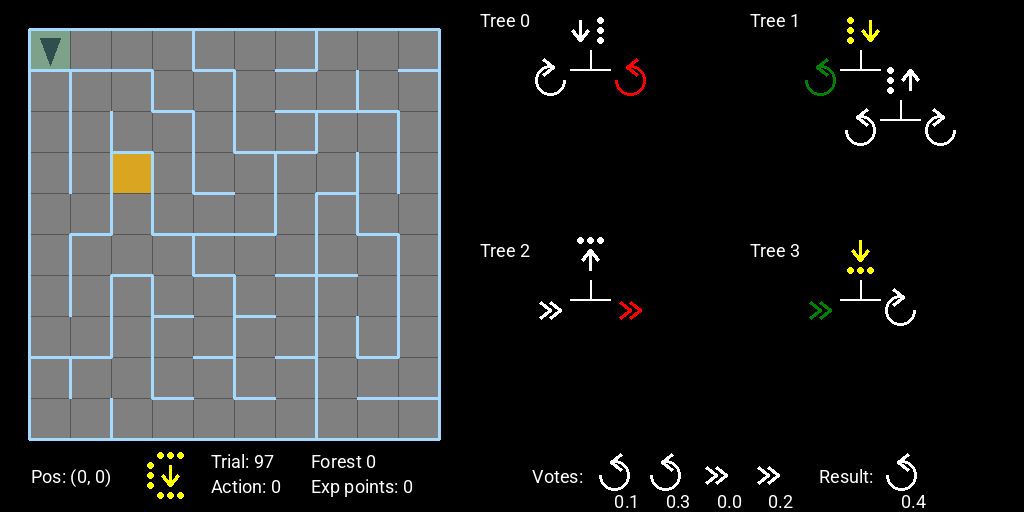 Tree 0
Tree 1
Tree 2
Tree 3
Pos: (0, 0)
Trial: 97
Forest 0
Action: 0
Exp points: 0
Votes:
0.1
0.3
0.0
0.2
Result:
0.4